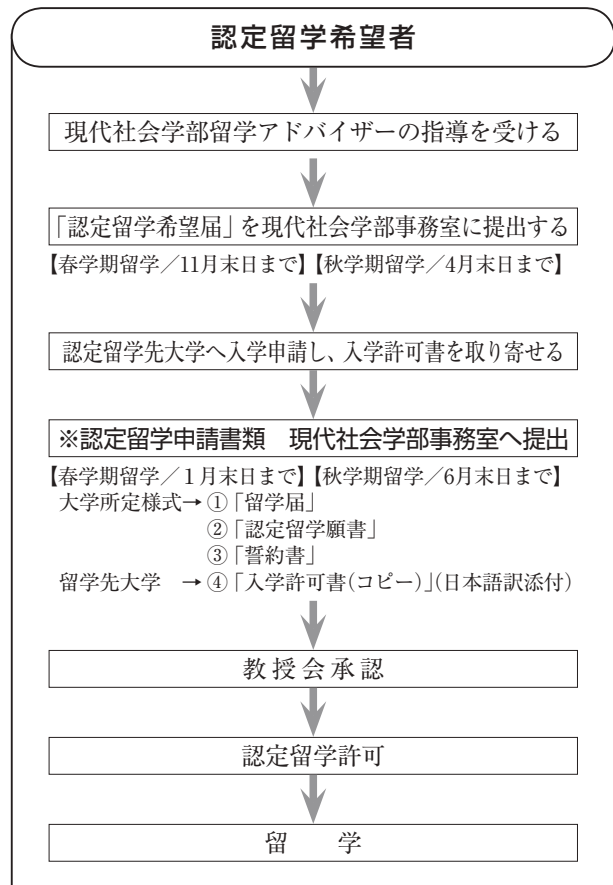 認定留学希望者
現代社会学部留学アドバイザーの指導を受ける
「認定留学希望届」を現代社会学部事務室に提出する
【春学期留学／11月末日まで】【秋学期留学／4月末日まで】
認定留学先大学へ入学申請し、入学許可書を取り寄せる
※認定留学申請書類　現代社会学部事務室へ提出
【春学期留学／１月末日まで】【秋学期留学／6月末日まで】
大学所定様式→①「留学届」
②「認定留学願書」
③「誓約書」
留学先大学　→④「入学許可書(コピー)」(日本語訳添付)
教授会承認
認定留学許可
留　学